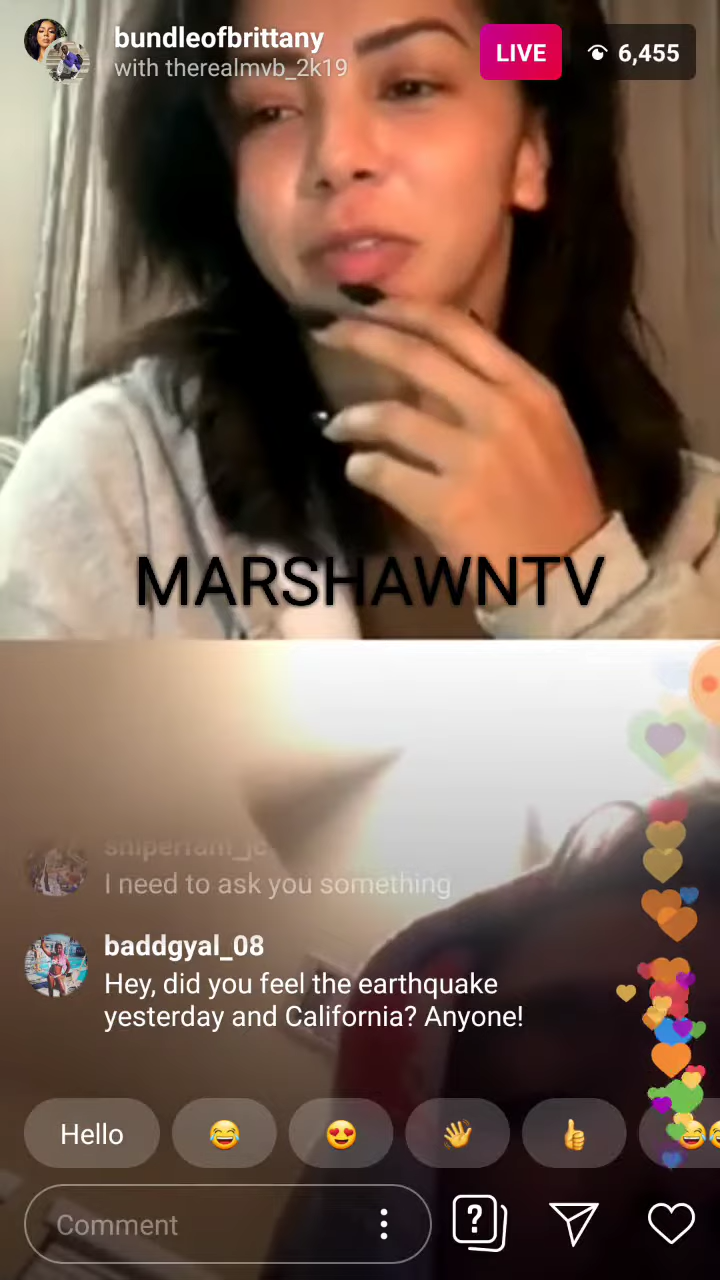 bundleofbrittany
LIVE
6,455
with therealmvb_2k19
MARSHAWNTV
I need to ask you something
baddgyal_08
Hey, did you feel the earthquake
yesterday and California? Anyone!
Hello
Comment